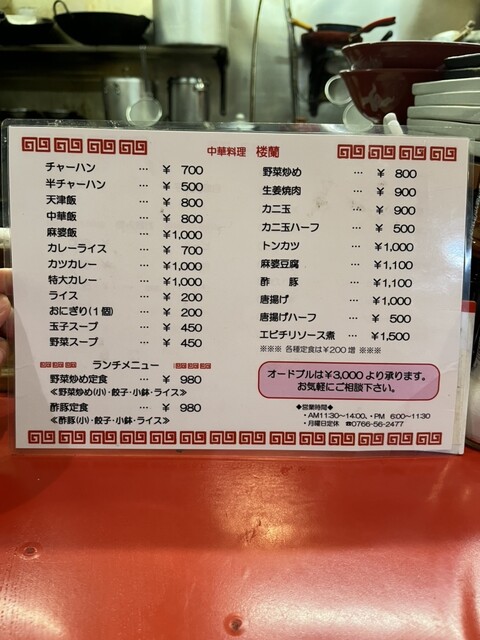 中華料理 楼蘭
チャーハン … ¥ 700
半チャーハン … ¥ 500
天津飯 … ¥ 800
中華飯 … ¥ 800
麻婆飯 … ¥1,000
カレーライス … ¥ 700
カツカレー … ¥1,000
特大カレー … ¥1,000
ライス … ¥ 200
おにぎり(1個) … ¥ 200
玉子スープ … ¥ 450
野菜スープ … ¥ 450
ランチメニュー
野菜炒め定食 … ¥ 980
≪野菜炒め(小)・餃子・小鉢・ライス≫
酢豚定食 … ¥ 980
≪酢豚(小)・餃子・小鉢・ライス≫
野菜炒め … ¥ 800
生姜焼肉 … ¥ 900
カニ玉 … ¥ 900
カニ玉ハーフ … ¥ 500
トンカツ … ¥1,000
麻婆豆腐 … ¥1,100
酢 豚 … ¥1,100
唐揚げ … ¥1,000
唐揚げハーフ … ¥ 500
エビチリソース煮 … ¥1,500
※※※ 各種定食は¥200増 ※※※
オードブルは¥3,000より承ります。
お気軽にご相談下さい。
◆営業時間◆
・AM11:30～14:00、・PM 6:00～11:30
・月曜日定休 ☎0766-56-2477